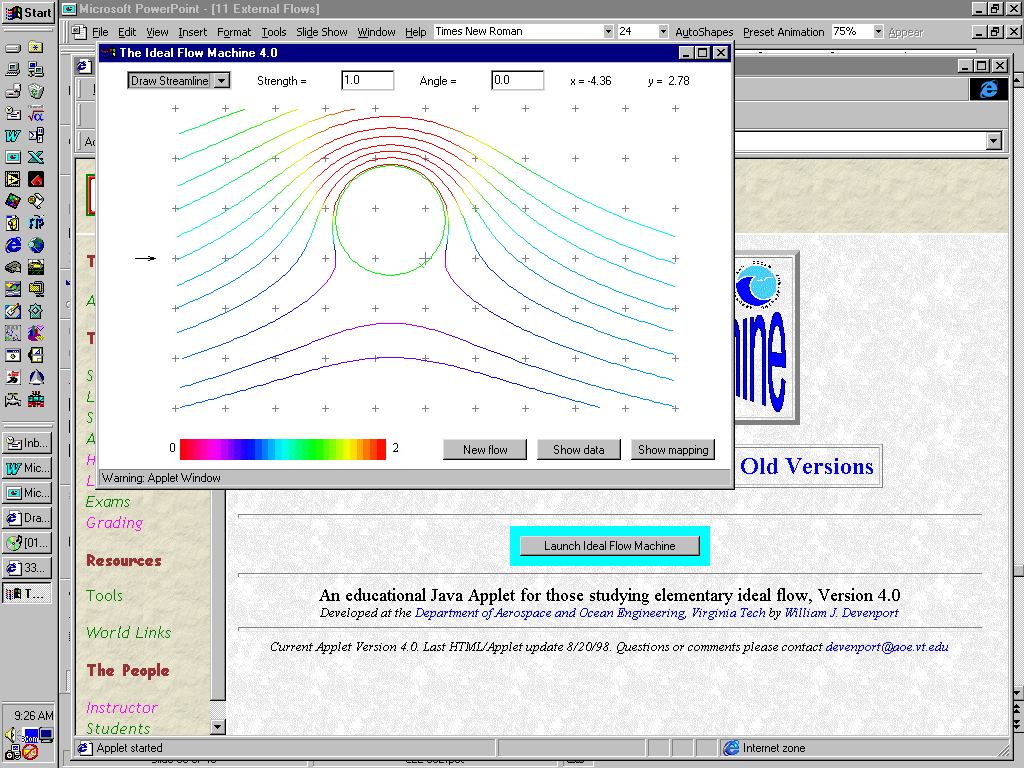 Start
Microsoft PowerPoint - [11 External Flows]
File Edit View Insert Format Tools Slide Show Window Help Times New Roman 24 AutoShapes Preset Animation 75% Appear
The Ideal Flow Machine 4.0
Draw Streamline Strength = 1.0 Angle = 0.0 x = -4.36 y = 2.78
0 2 New flow Show data Show mapping
Warning: Applet Window
Old Versions
Exams
Grading
Resources
Tools
World Links
The People
Instructor
Students
Launch Ideal Flow Machine
An educational Java Applet for those studying elementary ideal flow, Version 4.0
Developed at the Department of Aerospace and Ocean Engineering, Virginia Tech by William J. Devenport
Current Applet Version 4.0. Last HTML/Applet update 8/20/98. Questions or comments please contact devenport@aoe.vt.edu
Inb...
Mic...
Mic...
Dra...
[01...
33...
T...
9:26 AM
Applet started Internet zone